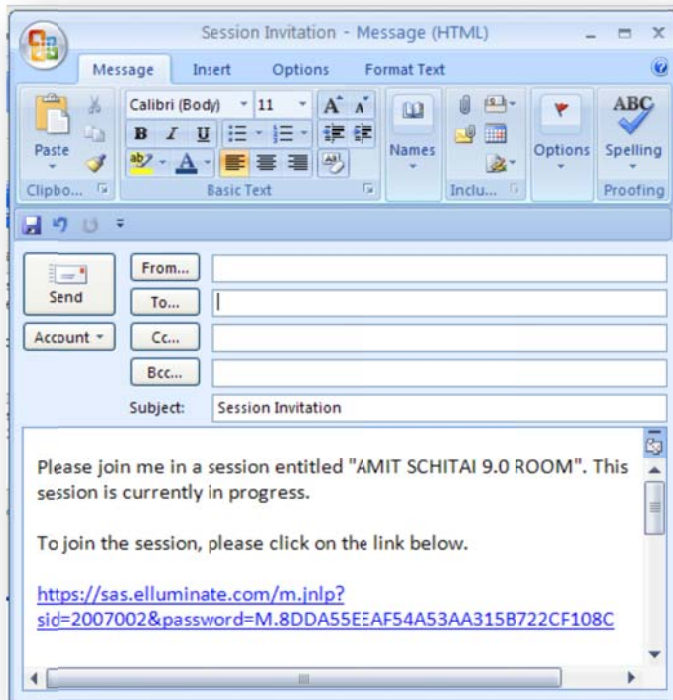 Session Invitation - Message (HTML)
Message Insert Options Format Text
Calibri (Body) 11 A A
B I U
ab A Aa
Paste Names Options ABC Spelling
Clipbo... Basic Text Inclu... Proofing
Send
Account
From...
To...
Cc...
Bcc...
Subject: Session Invitation
Please join me in a session entitled "AMIT SCHITAI 9.0 ROOM". This
session is currently in progress.
To join the session, please click on the link below.
https://sas.elluminate.com/m.jnlp?
sid=2007002&password=M.8DDA55EEAF54A53AA315B722CF108C